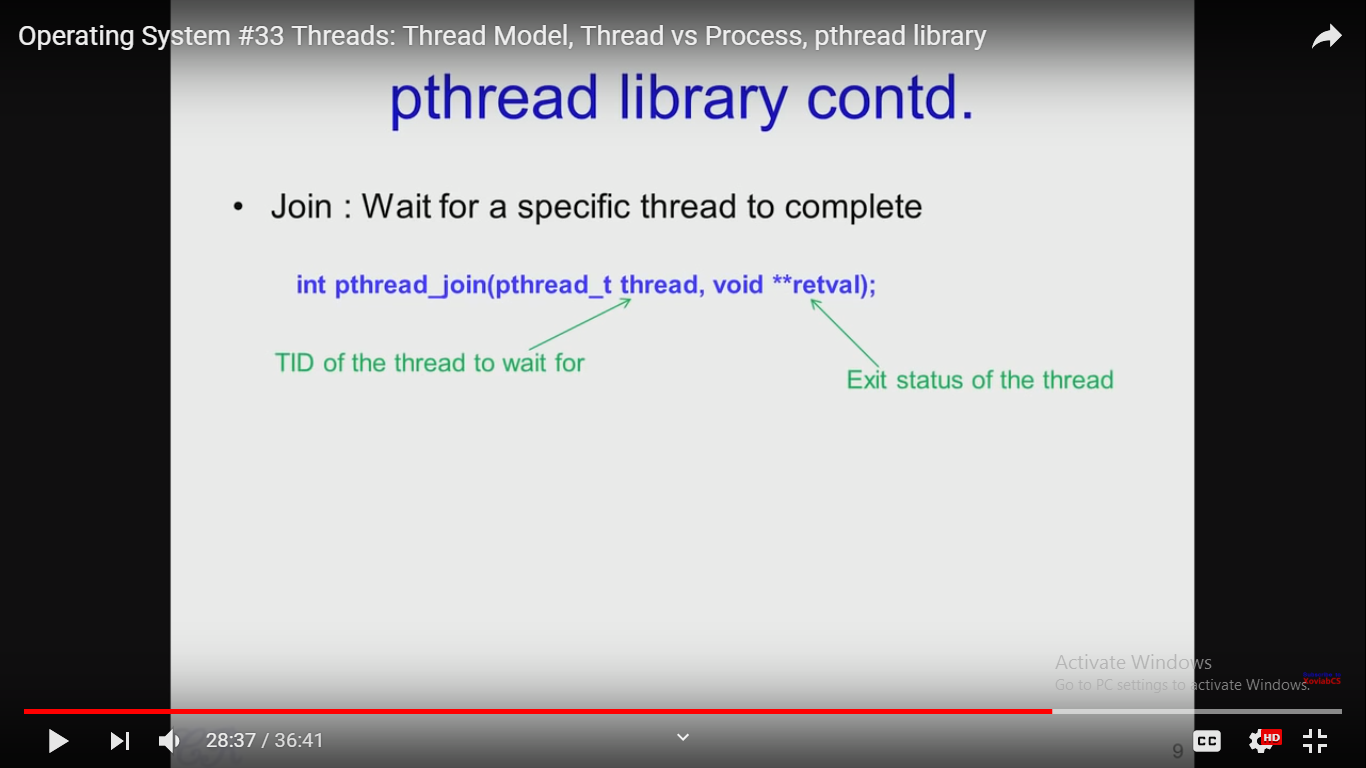 Operating System #33 Threads: Thread Model, Thread vs Process, pthread library
pthread library contd.
• Join : Wait for a specific thread to complete
int pthread_join(pthread_t thread, void **retval);
TID of the thread to wait for
Exit status of the thread
Activate Windows
Go to PC settings to activate Windows.
28:37 / 36:41
9
CC
HD